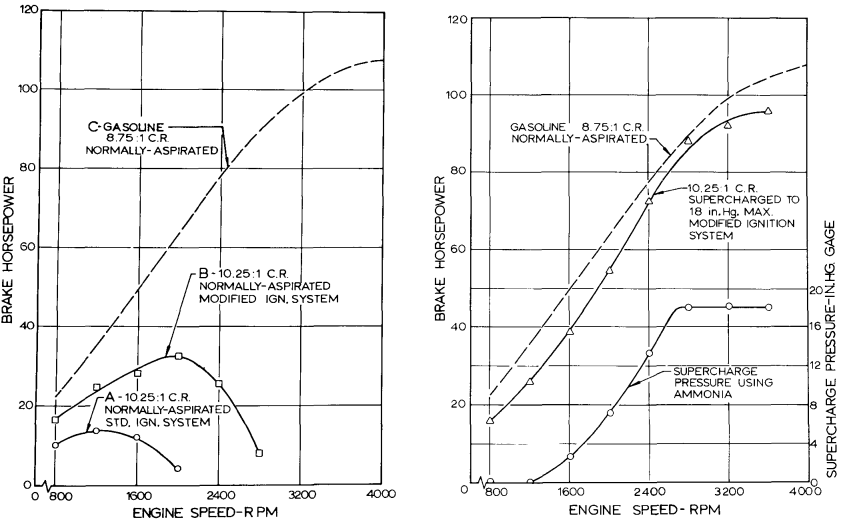 120
100
80
60
40
20
0
BRAKE HORSEPOWER
C-GASOLINE
8.75:1 C.R.
NORMALLY-ASPIRATED
B-10.25:1 C.R.
NORMALLY-ASPIRATED
MODIFIED IGN. SYSTEM
A-10.25:1 C.R.
NORMALLY-ASPIRATED
STD. IGN. SYSTEM
0 800 1600 2400 3200 4000
ENGINE SPEED-RPM
120
100
80
60
40
20
0
BRAKE HORSEPOWER
GASOLINE 8.75:1 C.R.
NORMALLY-ASPIRATED
10.25:1 C.R.
SUPERCHARGED TO
18 in.Hg. MAX.
MODIFIED IGNITION
SYSTEM
SUPERCHARGE
PRESSURE USING
AMMONIA
20
16
12
8
4
0
SUPERCHARGE PRESSURE-IN.HG. GAGE
0 800 1600 2400 3200 4000
ENGINE SPEED-RPM